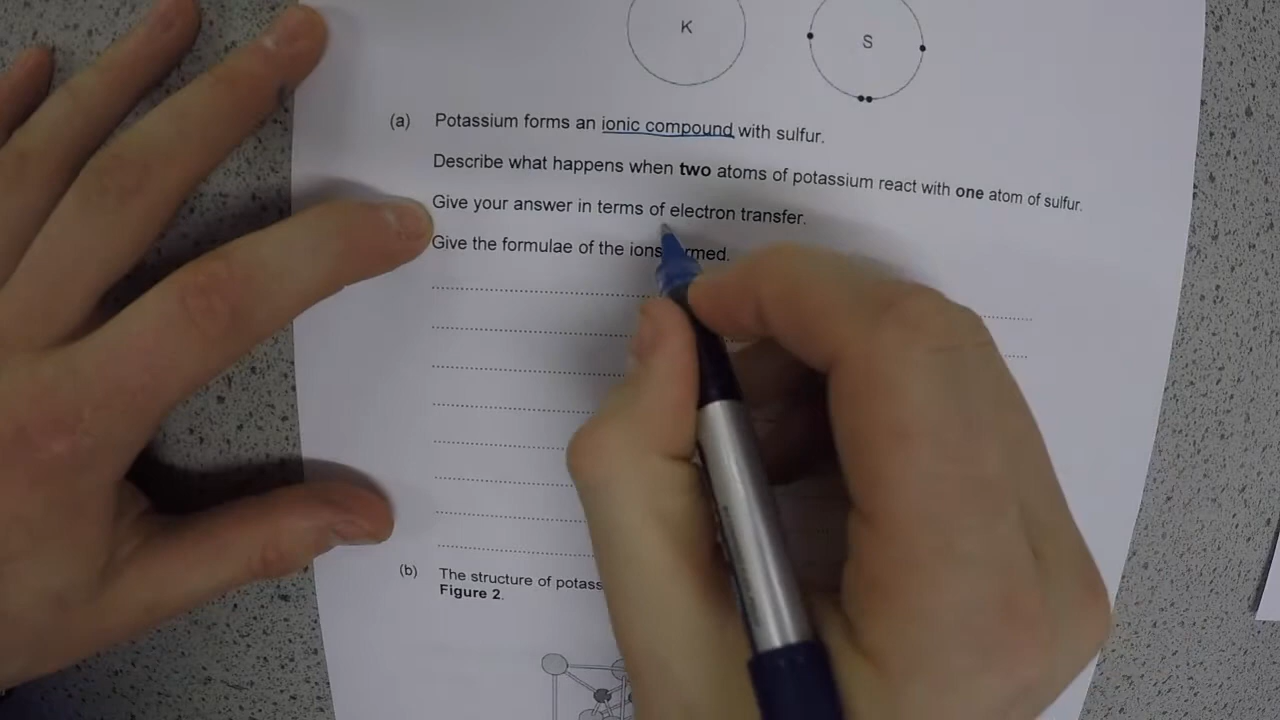 K
S
(a) Potassium forms an ionic compound with sulfur.
Describe what happens when two atoms of potassium react with one atom of sulfur.
Give your answer in terms of electron transfer.
Give the formulae of the ions
(b) The structure of
Figure 2.